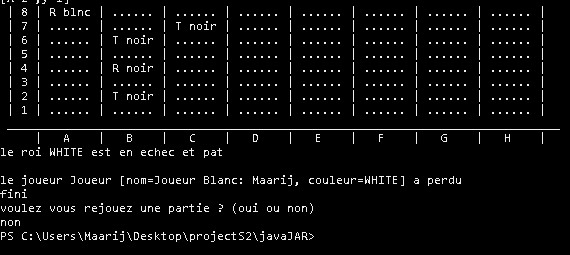 | 8 | R blnc | ...... | ...... | ...... | ...... | ...... | ...... | ...... |
| 7 | ...... | ...... | T noir | ...... | ...... | ...... | ...... | ...... |
| 6 | ...... | T noir | ...... | ...... | ...... | ...... | ...... | ...... |
| 5 | ...... | ...... | ...... | ...... | ...... | ...... | ...... | ...... |
| 4 | ...... | R noir | ...... | ...... | ...... | ...... | ...... | ...... |
| 3 | ...... | ...... | ...... | ...... | ...... | ...... | ...... | ...... |
| 2 | ...... | T noir | ...... | ...... | ...... | ...... | ...... | ...... |
| 1 | ...... | ...... | ...... | ...... | ...... | ...... | ...... | ...... |
| A | B | C | D | E | F | G | H |
le roi WHITE est en echec et pat
le joueur Joueur [nom=Joueur Blanc: Maarij, couleur=WHITE] a perdu
fini
voulez vous rejouez une partie ? (oui ou non)
non
PS C:\Users\Maarij\Desktop\projectS2\javaJAR>